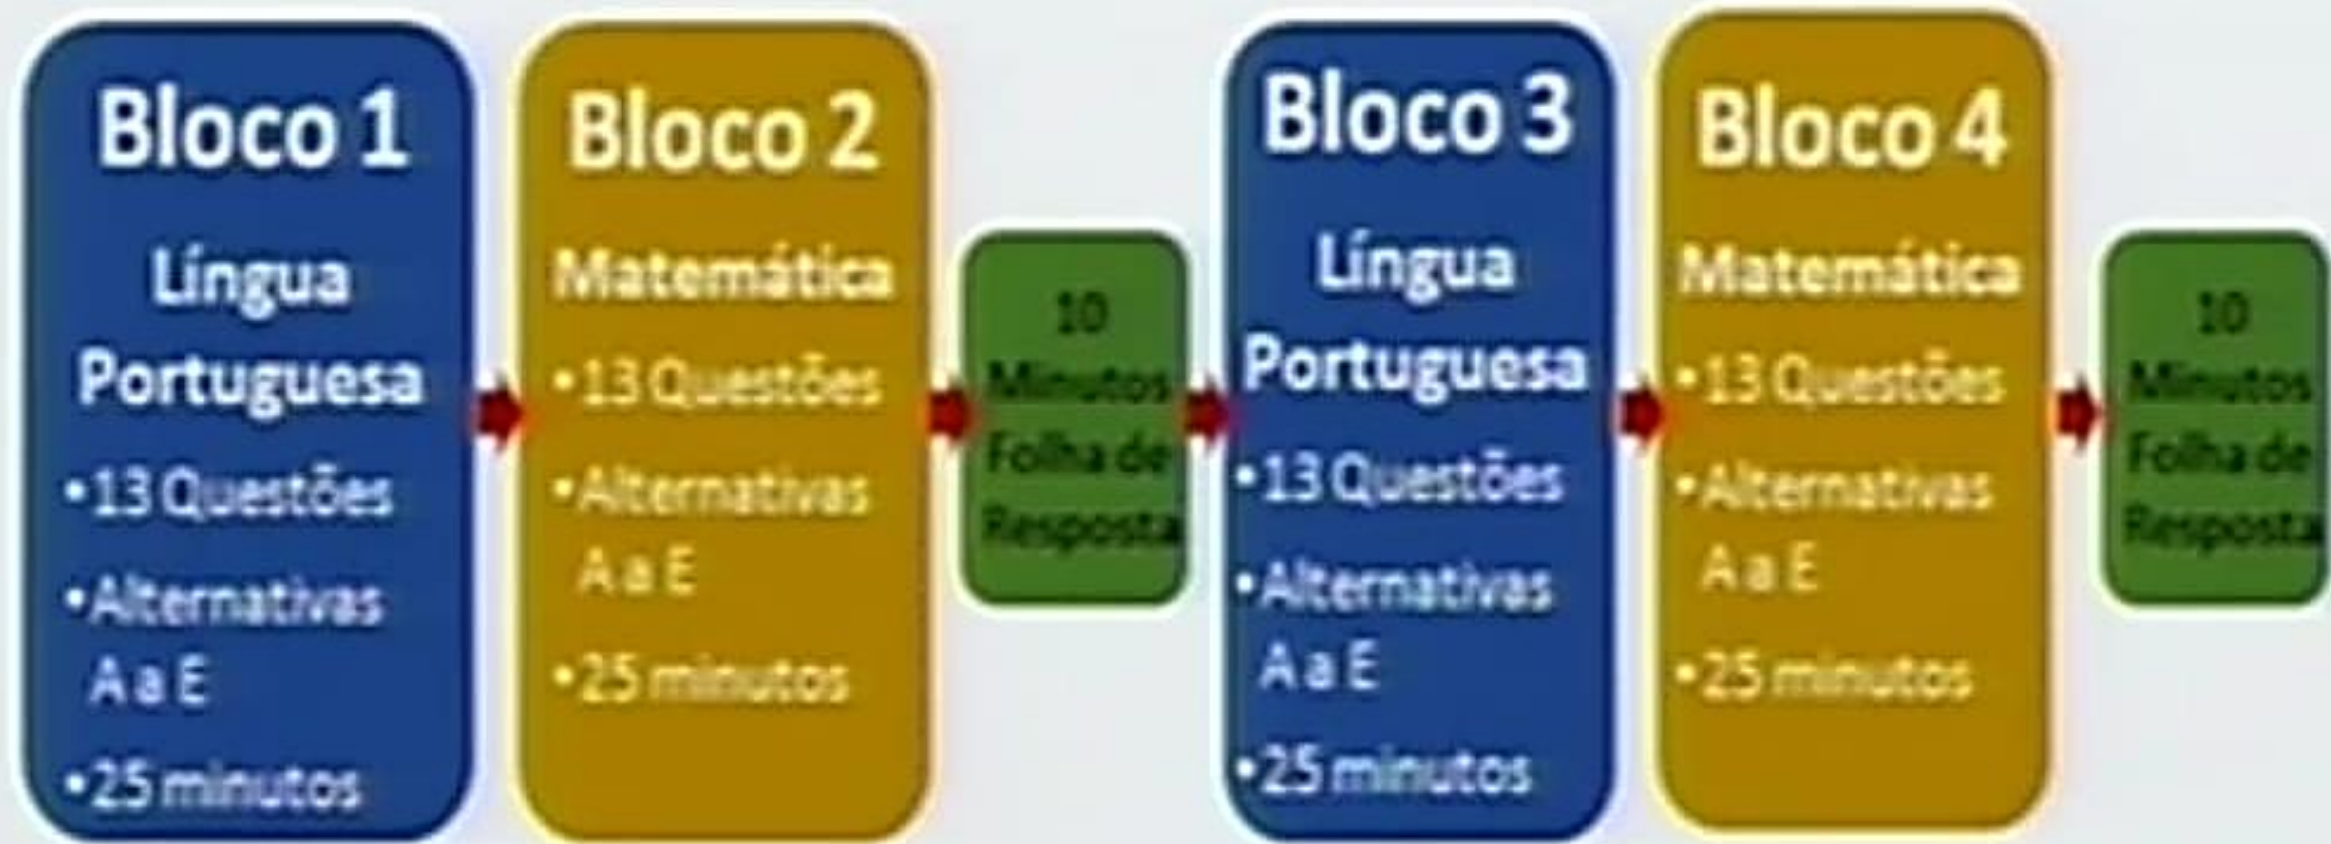 Bloco 1
Língua
Portuguesa
•13 Questões
•Alternativas
A a E
•25 minutos
Bloco 2
Matemática
•13 Questões
•Alternativas
A a E
•25 minutos
10
Minutos
Folha de
Resposta
Bloco 3
Língua
Portuguesa
•13 Questões
•Alternativas
A a E
•25 minutos
Bloco 4
Matemática
•13 Questões
•Alternativas
A a E
•25 minutos
10
Minutos
Folha de
Resposta